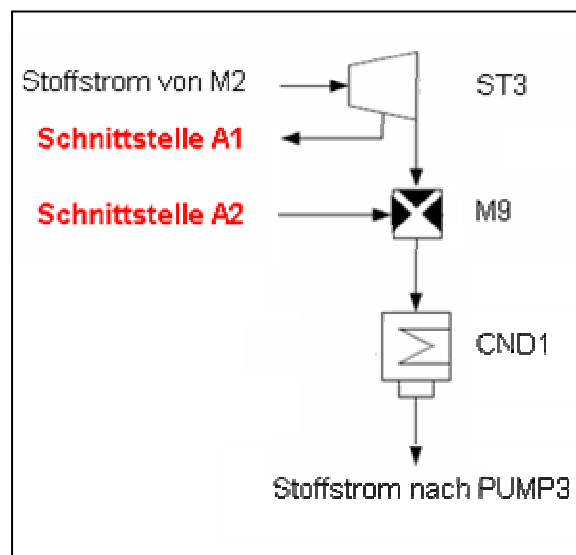 Stoffstrom von M2
ST3
Schnittstelle A1
Schnittstelle A2
M9
CND1
Stoffstrom nach PUMP3